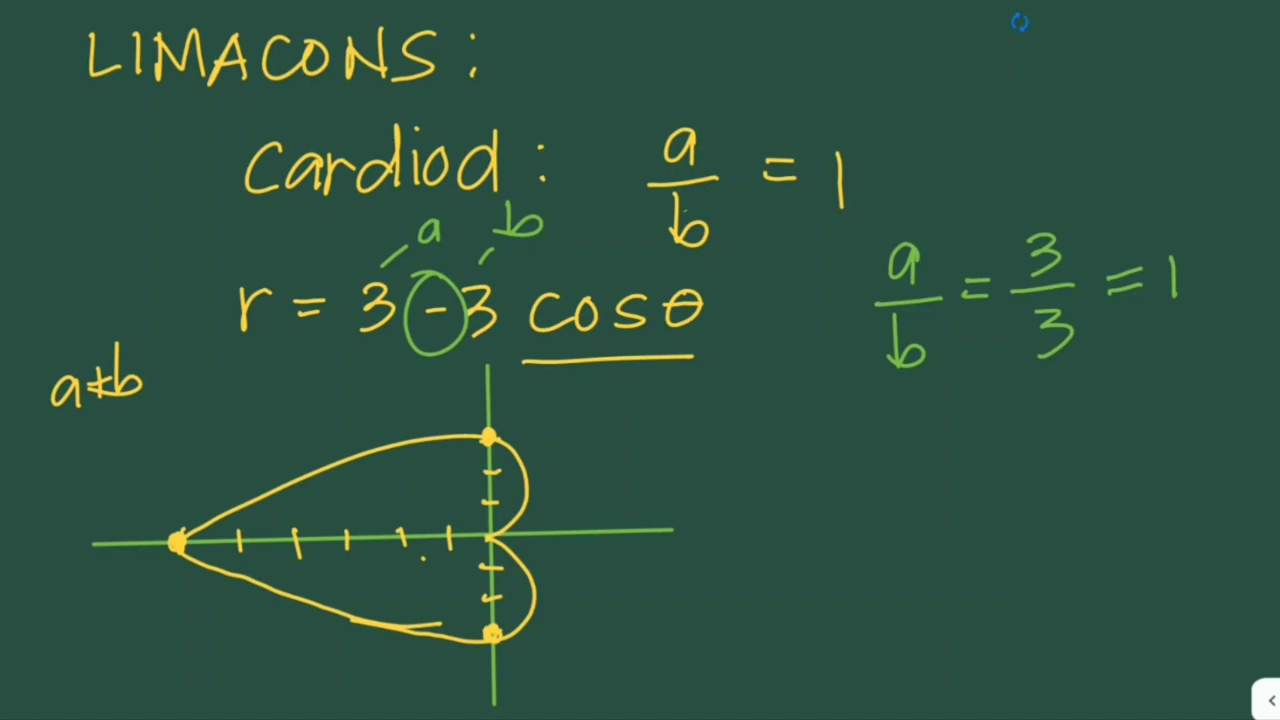 LIMACONS:
Cardiod: a/b = 1
a b
r = 3 - 3 cosθ
a/b = 3/3 = 1
a+b